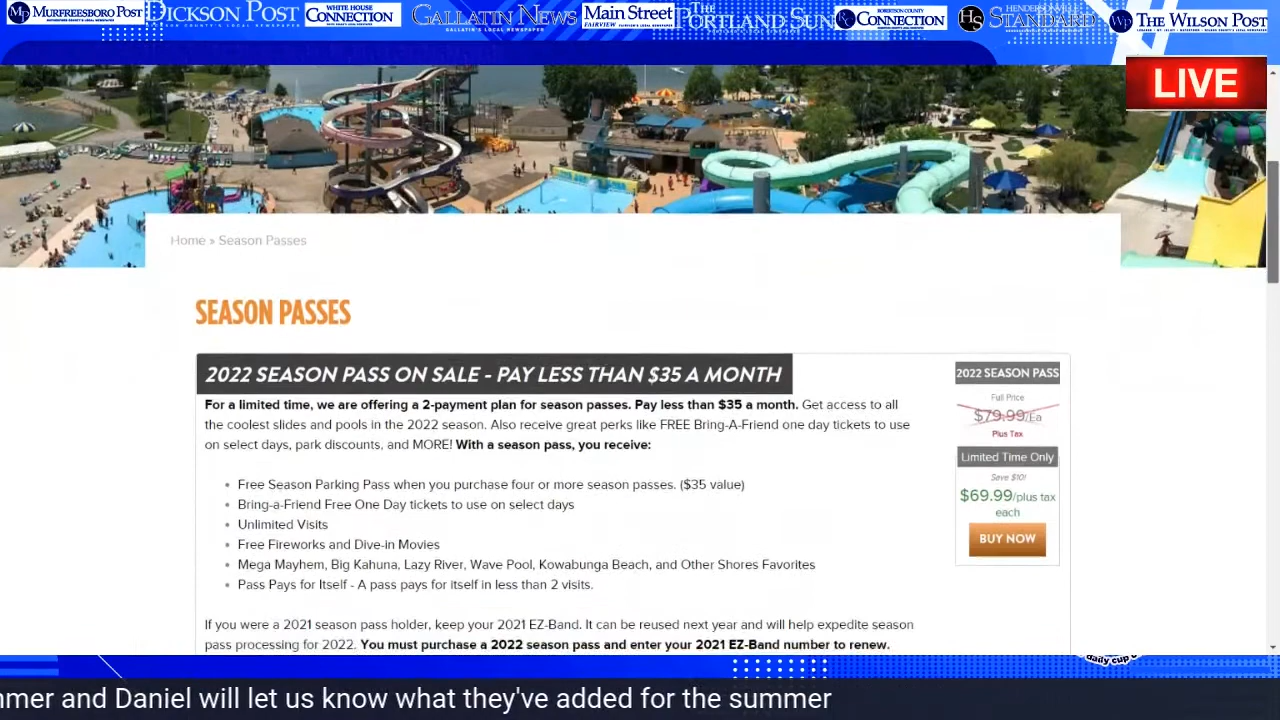 MURFREESBORO POST
DICKSON POST
WHITE HOUSE
CONNECTION
GALLATIN NEWS
GALLATIN'S LOCAL NEWSPAPER
Main Street
FAIRVIEW
THE
PORTLAND SUN
ROBERTSON COUNTY
CONNECTION
HENDERSONVILLE
STANDARD
THE WILSON POST
LIVE
Home » Season Passes
SEASON PASSES
2022 SEASON PASS ON SALE - PAY LESS THAN $35 A MONTH
For a limited time, we are offering a 2-payment plan for season passes. Pay less than $35 a month. Get access to all
the coolest slides and pools in the 2022 season. Also receive great perks like FREE Bring-A-Friend one day tickets to use
on select days, park discounts, and MORE! With a season pass, you receive:
• Free Season Parking Pass when you purchase four or more season passes. ($35 value)
• Bring-a-Friend Free One Day tickets to use on select days
• Unlimited Visits
• Free Fireworks and Dive-in Movies
• Mega Mayhem, Big Kahuna, Lazy River, Wave Pool, Kowabunga Beach, and Other Shores Favorites
• Pass Pays for Itself - A pass pays for itself in less than 2 visits.
If you were a 2021 season pass holder, keep your 2021 EZ-Band. It can be reused next year and will help expedite season
pass processing for 2022. You must purchase a 2022 season pass and enter your 2021 EZ-Band number to renew.
2022 SEASON PASS
Full Price
$79.99/Ea
Plus Tax
Limited Time Only
Save $10!
$69.99/plus tax
each
BUY NOW
daily cup o
mmer and Daniel will let us know what they've added for the summer